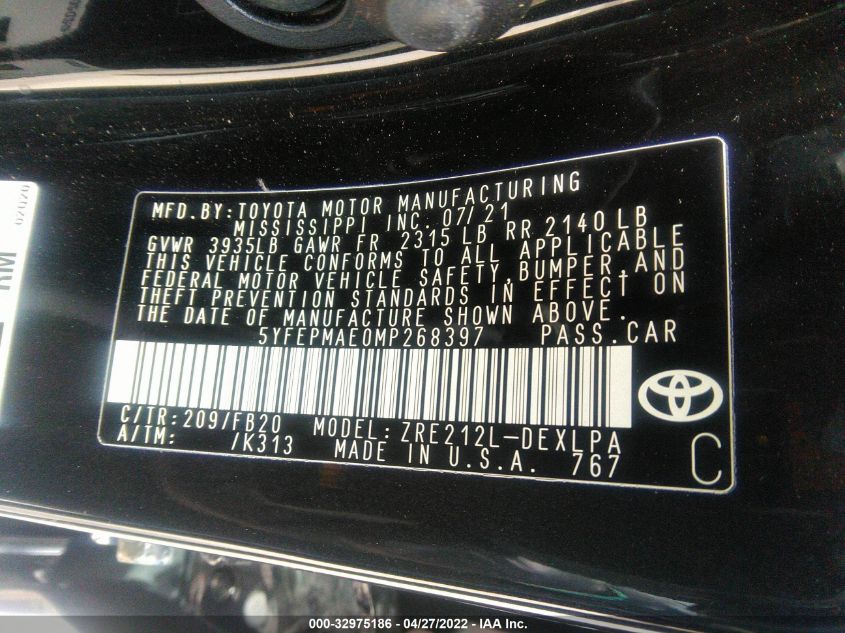 MFD.BY:TOYOTA MOTOR MANUFACTURING
MISSISSIPPI INC. 07/21
GVWR 3935LB GAWR FR 2315 LB RR 2140 LB
THIS VEHICLE CONFORMS TO ALL APPLICABLE
FEDERAL MOTOR VEHICLE SAFETY,BUMPER,AND
THEFT PREVENTION STANDARDS IN EFFECT ON
THE DATE OF MANUFACTURE SHOWN ABOVE.
5YFEPMAE0MP268397 PASS.CAR
C/TR:209/FB20 MODEL:ZRE212L-DEXLPA
A/TM: /K313 MADE IN U.S.A. 767
C
RM
02020
000-32975186 - 04/27/2022 - IAA Inc.